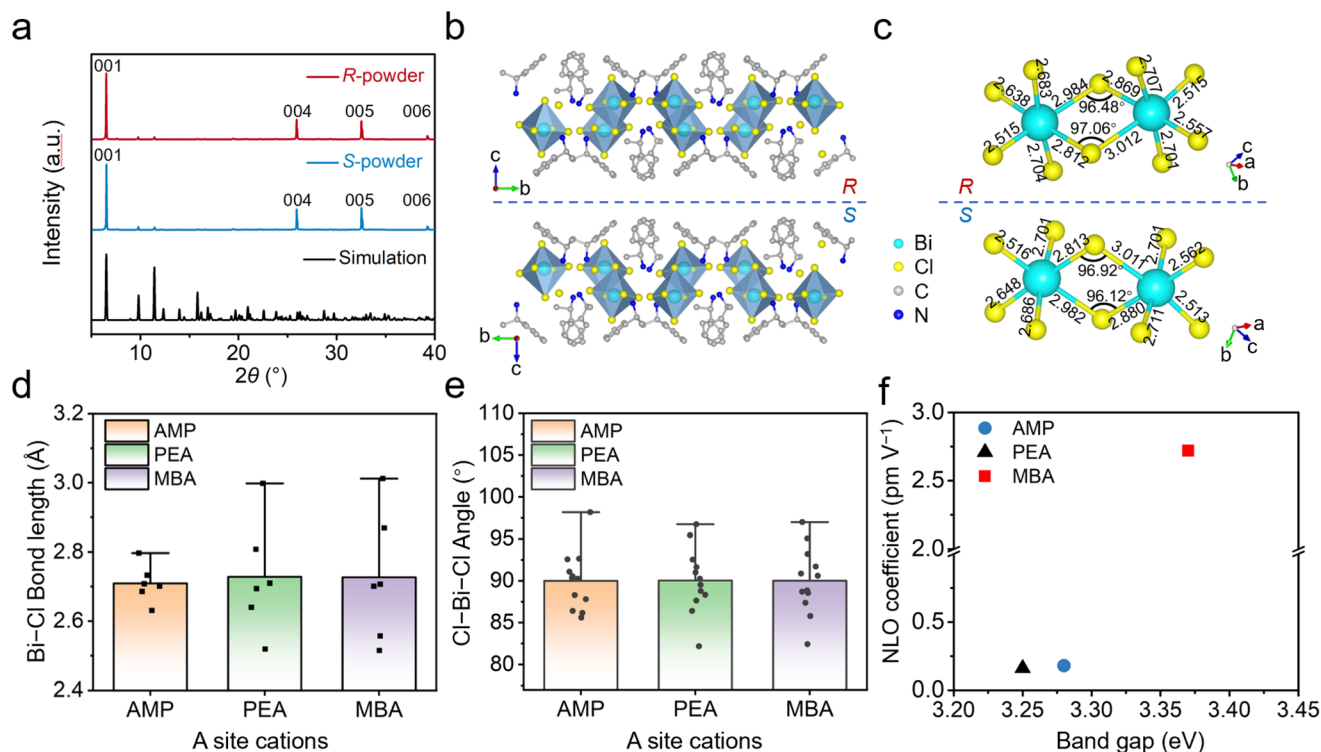 a
Intensity (a.u.)
001
R-powder
004
005
006
001
S-powder
004
005
006
Simulation
10
20
30
40
2θ (°)
b
c
b
R
S
b
c
c
2.638
2.683
2.984
2.869
2.707
2.515
96.48°
97.06°
2.515
2.704
2.812
3.012
2.701
2.557
c
a
b
R
S
Bi
Cl
C
N
2.516
2.701
2.813
3.011
2.701
2.562
96.92°
96.12°
2.648
2.686
2.982
2.880
2.711
2.513
a
c
b
d
Bi–Cl Bond length (Å)
3.2
3.0
2.8
2.6
2.4
AMP
PEA
MBA
AMP
PEA
MBA
A site cations
e
Cl–Bi–Cl Angle (°)
110
105
100
95
90
85
80
AMP
PEA
MBA
AMP
PEA
MBA
A site cations
f
NLO coefficient (pm V⁻¹)
3.0
2.5
2.0
0.5
0.0
AMP
PEA
MBA
3.20
3.25
3.30
3.35
3.40
3.45
Band gap (eV)